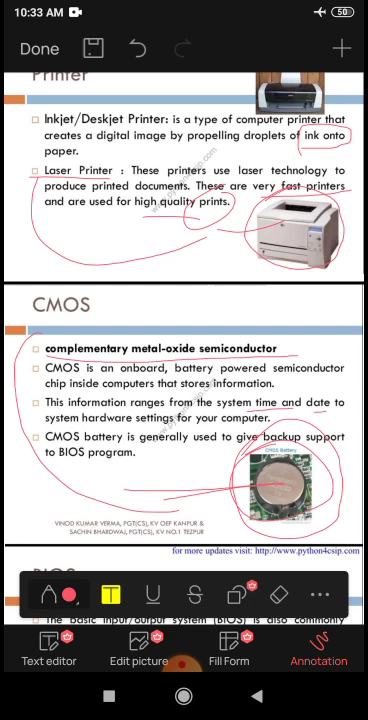 10:33 AM
50
Done
Printer
Inkjet/Deskjet Printer: is a type of computer printer that
creates a digital image by propelling droplets of ink onto
paper.
Laser Printer : These printers use laser technology to
produce printed documents. These are very fast printers
and are used for high quality prints.
www.python4csip.com
CMOS
complementary metal-oxide semiconductor
CMOS is an onboard, battery powered semiconductor
chip inside computers that stores information.
This information ranges from the system time and date to
system hardware settings for your computer.
CMOS battery is generally used to give backup support
to BIOS program.
www.python4csip.com
CMOS Battery
VINOD KUMAR VERMA, PGT(CS), KV OEF KANPUR &
SACHIN BHARDWAJ, PGT(CS), KV NO.1 TEZPUR
for more updates visit: http://www.python4csip.com
BIOS
The basic input/output system (BIOS) is also commonly
T
U
S
Text editor
Edit picture
Fill Form
Annotation